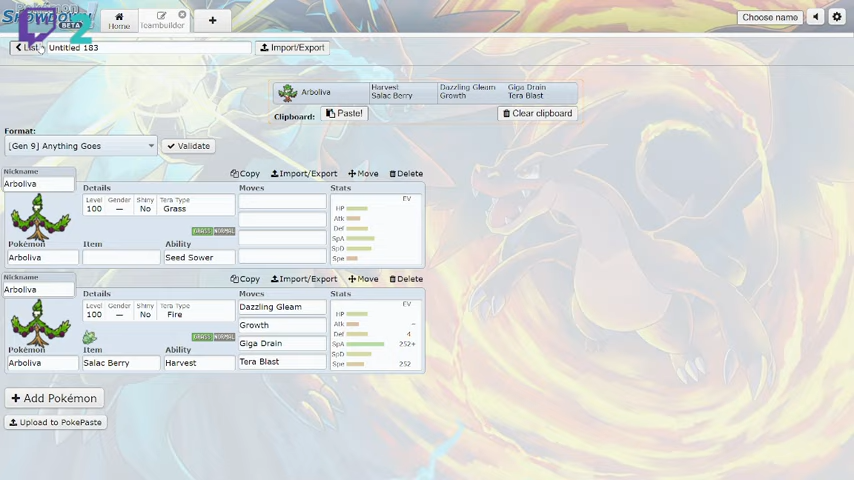 Showdown
BETA
Home
Teambuilder
Choose name
List
Untitled 183
Import/Export
Arboliva
Harvest
Salac Berry
Dazzling Gleam
Growth
Giga Drain
Tera Blast
Clipboard:
Paste!
Clear clipboard
Format:
[Gen 9] Anything Goes
Validate
Nickname
Arboliva
Copy
Import/Export
Move
Delete
Details
Moves
Stats
Level
Gender
Shiny
Tera Type
EV
100
—
No
Grass
HP
Atk
Def
SpA
SpD
Spe
GRASS NORMAL
Pokémon
Item
Ability
Arboliva
Seed Sower
Nickname
Arboliva
Copy
Import/Export
Move
Delete
Details
Moves
Stats
Level
Gender
Shiny
Tera Type
EV
100
—
No
Fire
Dazzling Gleam
Growth
Giga Drain
Tera Blast
HP
Atk –
Def 4
SpA 252+
SpD
Spe 252
GRASS NORMAL
Pokémon
Item
Ability
Arboliva
Salac Berry
Harvest
Add Pokémon
Upload to PokePaste